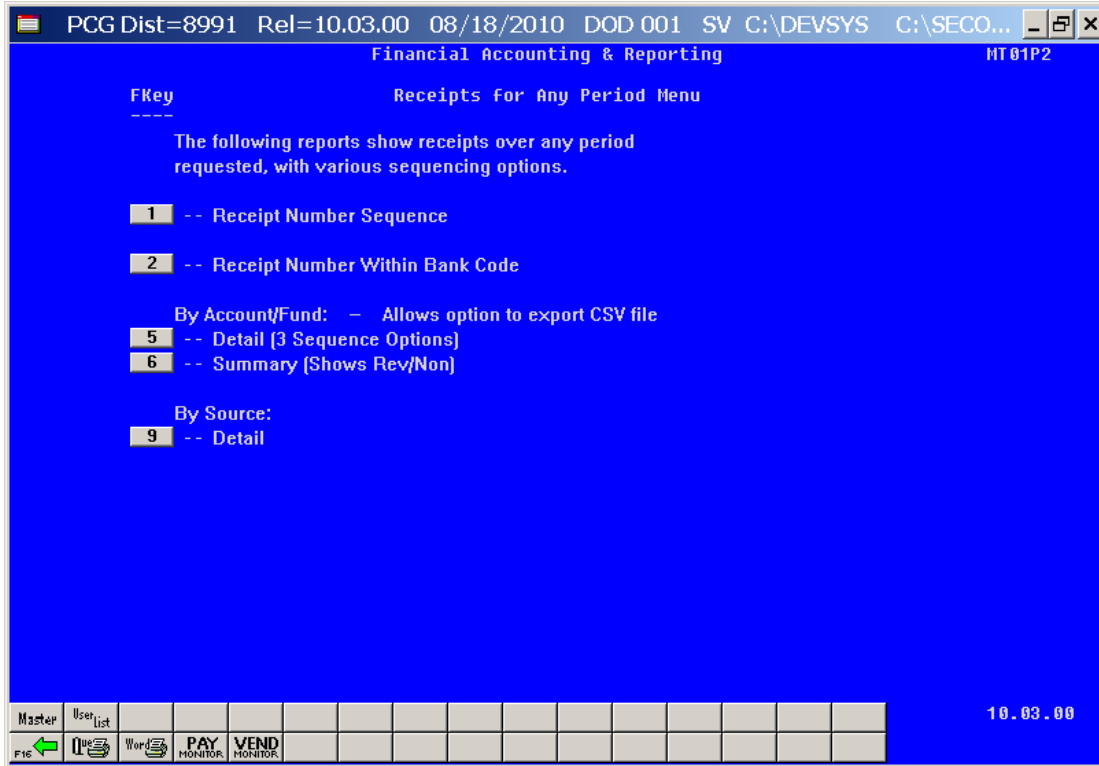 PCG Dist=8991 Rel=10.03.00 08/18/2010 DOD 001 SV C:\DEVSYS C:\SECO...
Financial Accounting & Reporting MT01P2
FKey Receipts for Any Period Menu
----
The following reports show receipts over any period
requested, with various sequencing options.
1 -- Receipt Number Sequence
2 -- Receipt Number Within Bank Code
By Account/Fund: – Allows option to export CSV file
5 -- Detail (3 Sequence Options)
6 -- Summary (Shows Rev/Non)
By Source:
9 -- Detail
Master User List 10.03.00
F16 Que Word PAY MONITOR VEND MONITOR